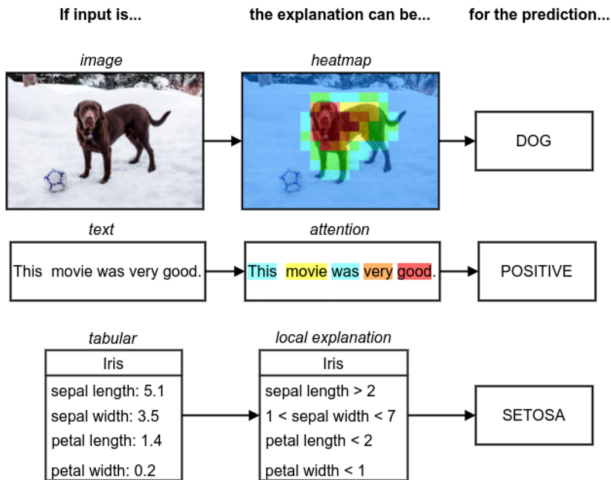 If input is... the explanation can be... for the prediction...
image heatmap
DOG
text attention
This movie was very good. This movie was very good. POSITIVE
tabular local explanation
Iris Iris
sepal length: 5.1 sepal length > 2
sepal width: 3.5 1 < sepal width < 7 SETOSA
petal length: 1.4 petal length < 2
petal width: 0.2 petal width < 1